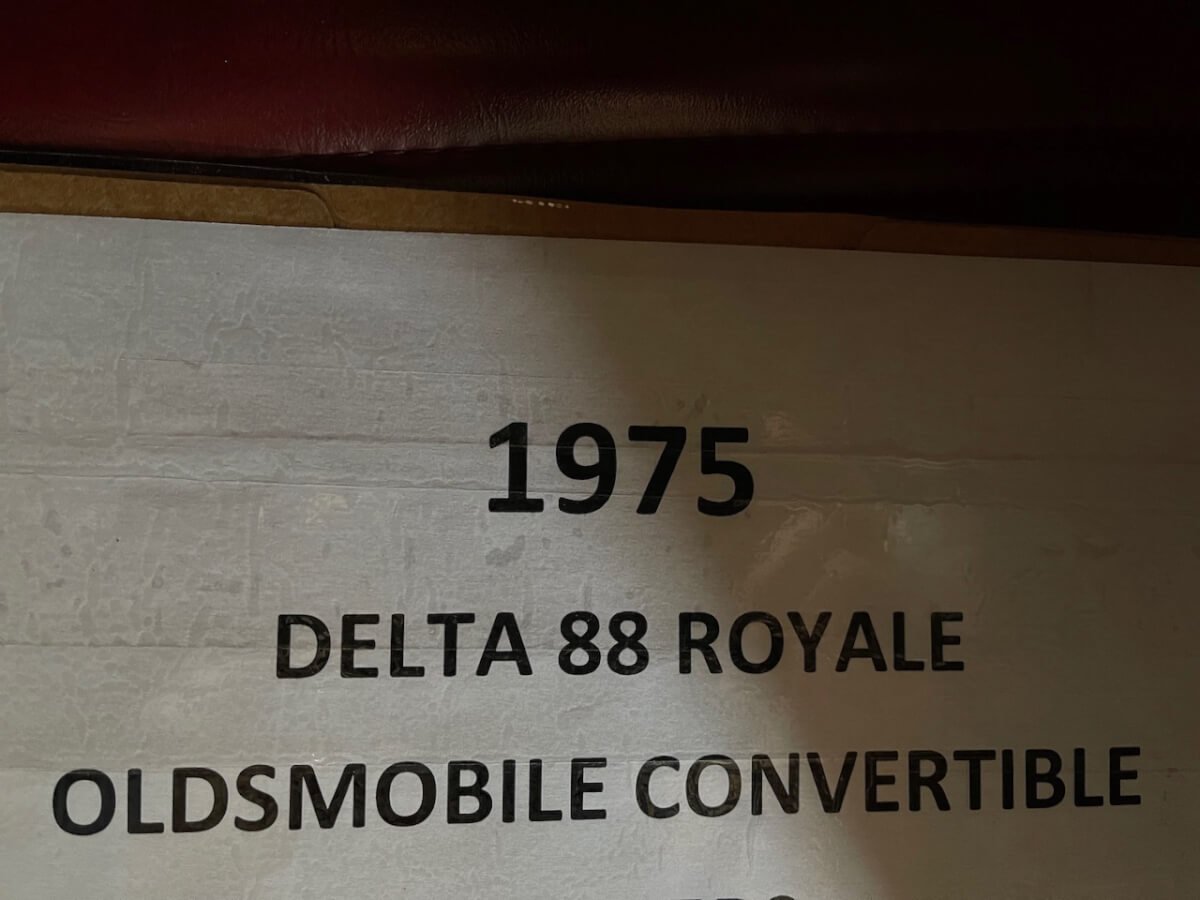 1975
DELTA 88 ROYALE
OLDSMOBILE CONVERTIBLE